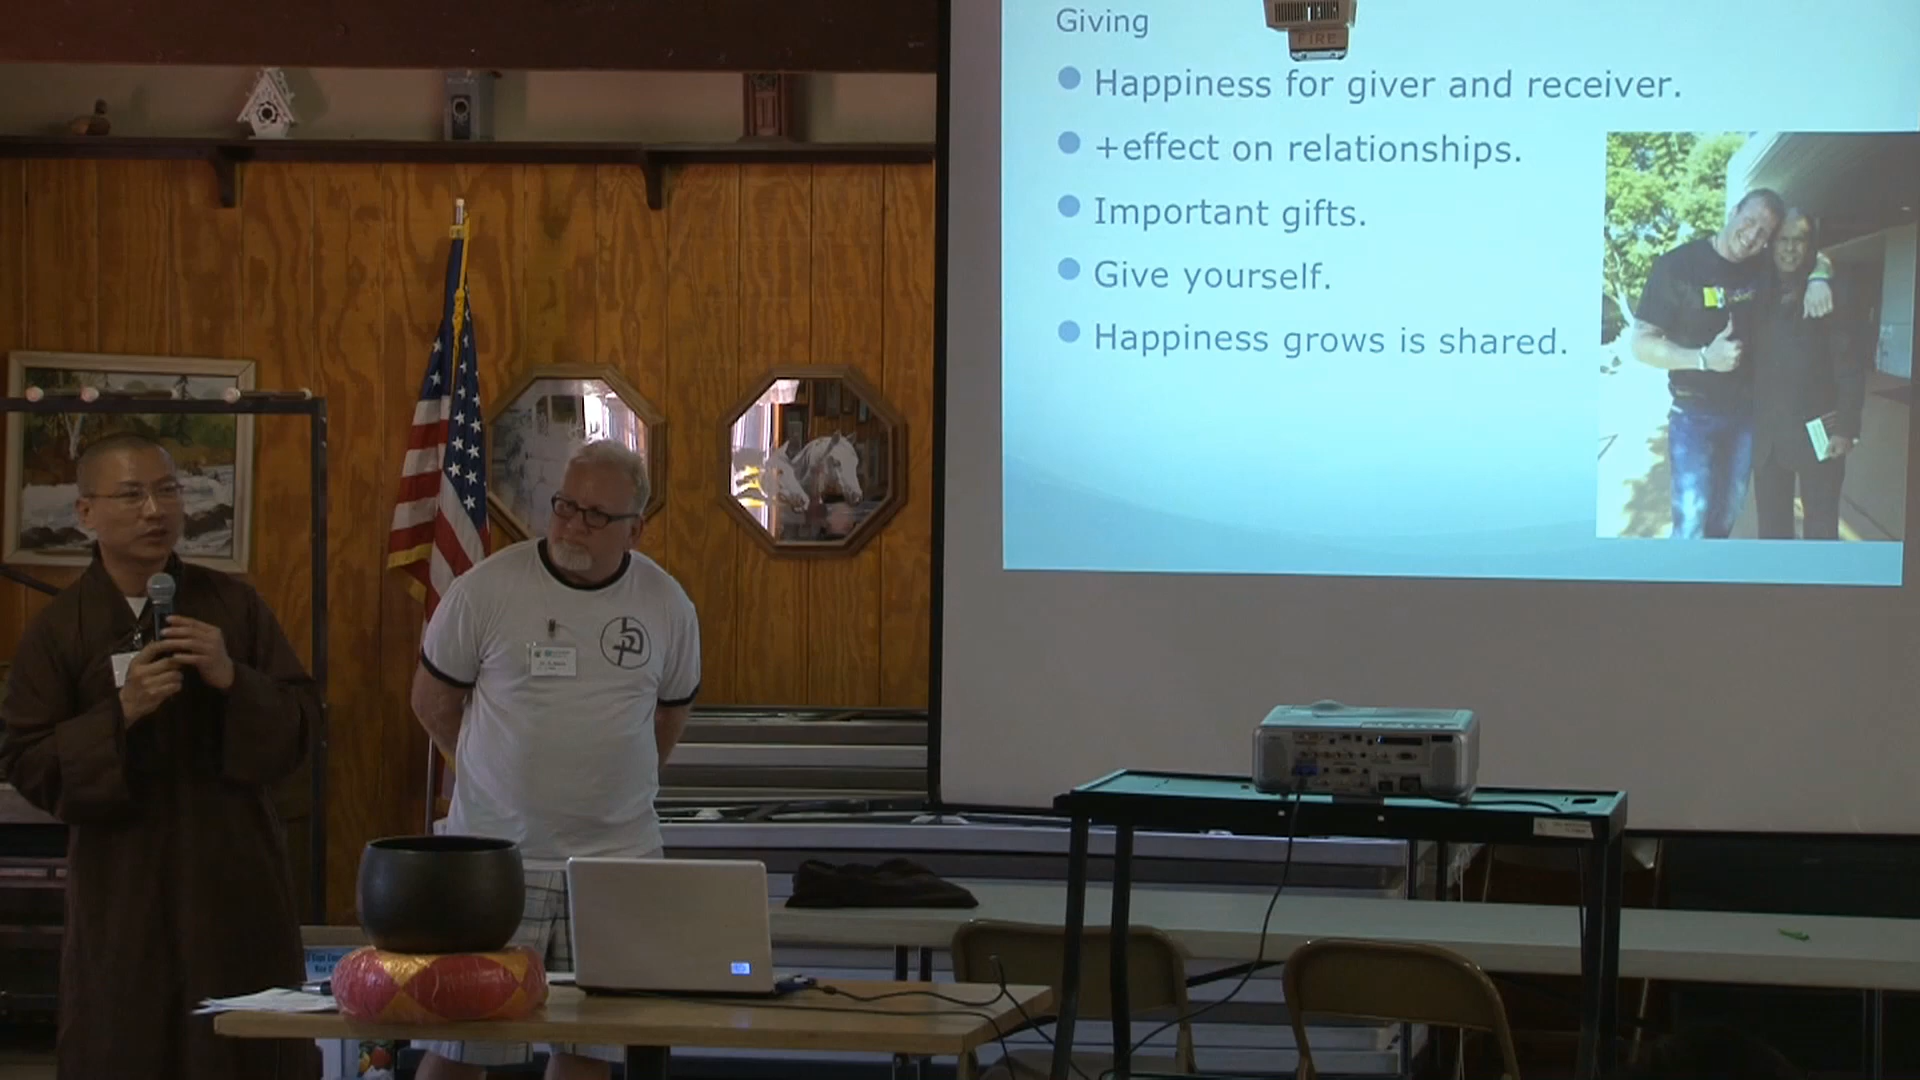 Giving
FIRE
Happiness for giver and receiver.
+effect on relationships.
Important gifts.
Give yourself.
Happiness grows is shared.